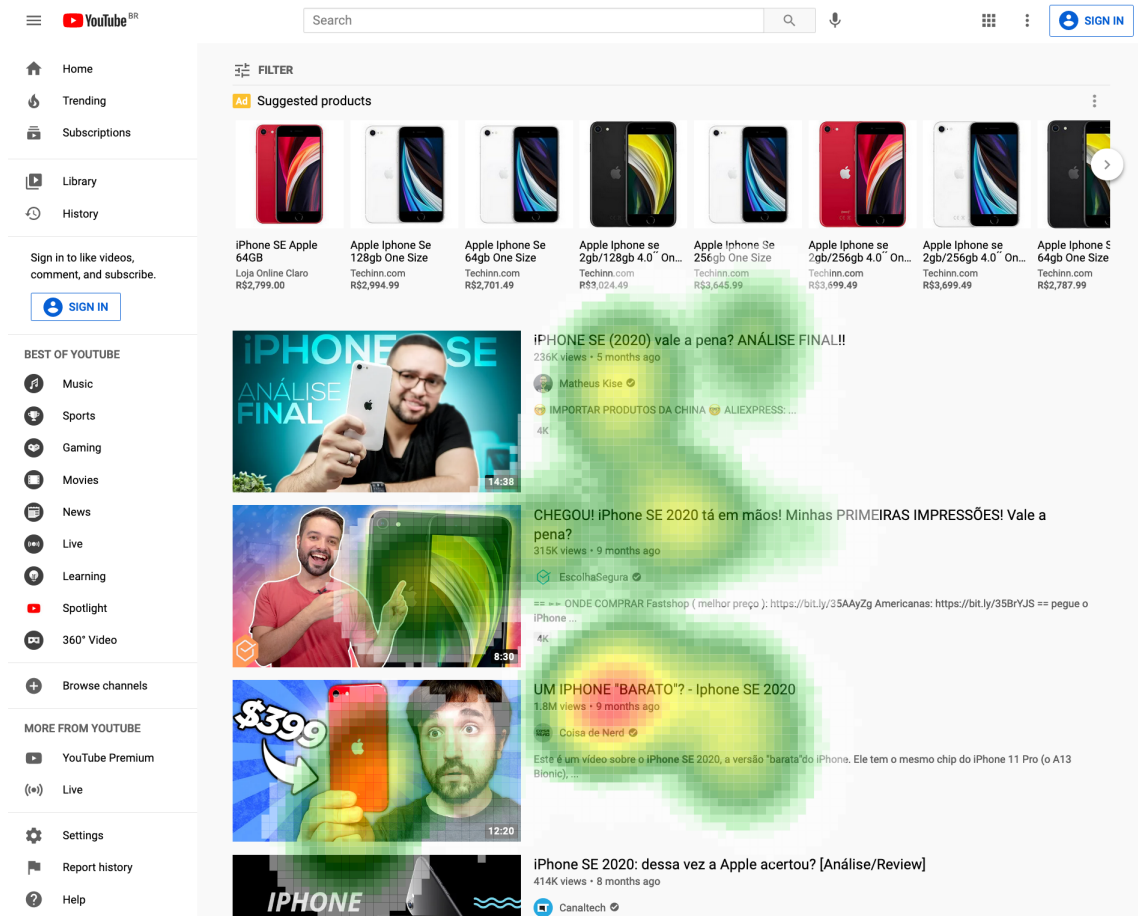 YouTube BR
Search
SIGN IN
Home
Trending
Subscriptions
Library
History
Sign in to like videos,
comment, and subscribe.
SIGN IN
BEST OF YOUTUBE
Music
Sports
Gaming
Movies
News
Live
Learning
Spotlight
360° Video
Browse channels
MORE FROM YOUTUBE
YouTube Premium
Live
Settings
Report history
Help
FILTER
Ad Suggested products
iPhone SE Apple
64GB
Loja Online Claro
R$2,799.00
Apple Iphone Se
128gb One Size
Techinn.com
R$2,994.99
Apple Iphone Se
64gb One Size
Techinn.com
R$2,701.49
Apple Iphone se
2gb/128gb 4.0´´ On...
Techinn.com
R$3,024.49
Apple Iphone Se
256gb One Size
Techinn.com
R$3,645.99
Apple Iphone se
2gb/256gb 4.0´´ On...
Techinn.com
R$3,699.49
Apple Iphone se
2gb/256gb 4.0´´ On...
Techinn.com
R$3,699.49
Apple Iphone S
64gb One Size
Techinn.com
R$2,787.99
iPHONE SE
ANÁLISE
FINAL
14:38
iPHONE SE (2020) vale a pena? ANÁLISE FINAL!!
236K views • 5 months ago
Matheus Kise
IMPORTAR PRODUTOS DA CHINA ALIEXPRESS: ...
4K
8:30
CHEGOU! iPhone SE 2020 tá em mãos! Minhas PRIMEIRAS IMPRESSÕES! Vale a
pena?
315K views • 9 months ago
EscolhaSegura
== ►► ONDE COMPRAR Fastshop ( melhor preço ): https://bit.ly/35AAyZg Americanas: https://bit.ly/35BrYJS == pegue o
iPhone ...
4K
$399
12:20
UM IPHONE "BARATO"? - Iphone SE 2020
1.8M views • 9 months ago
Coisa de Nerd
Este é um vídeo sobre o iPhone SE 2020, a versão "barata"do iPhone. Ele tem o mesmo chip do iPhone 11 Pro (o A13
Bionic), ...
IPHONE
iPhone SE 2020: dessa vez a Apple acertou? [Análise/Review]
414K views • 8 months ago
Canaltech